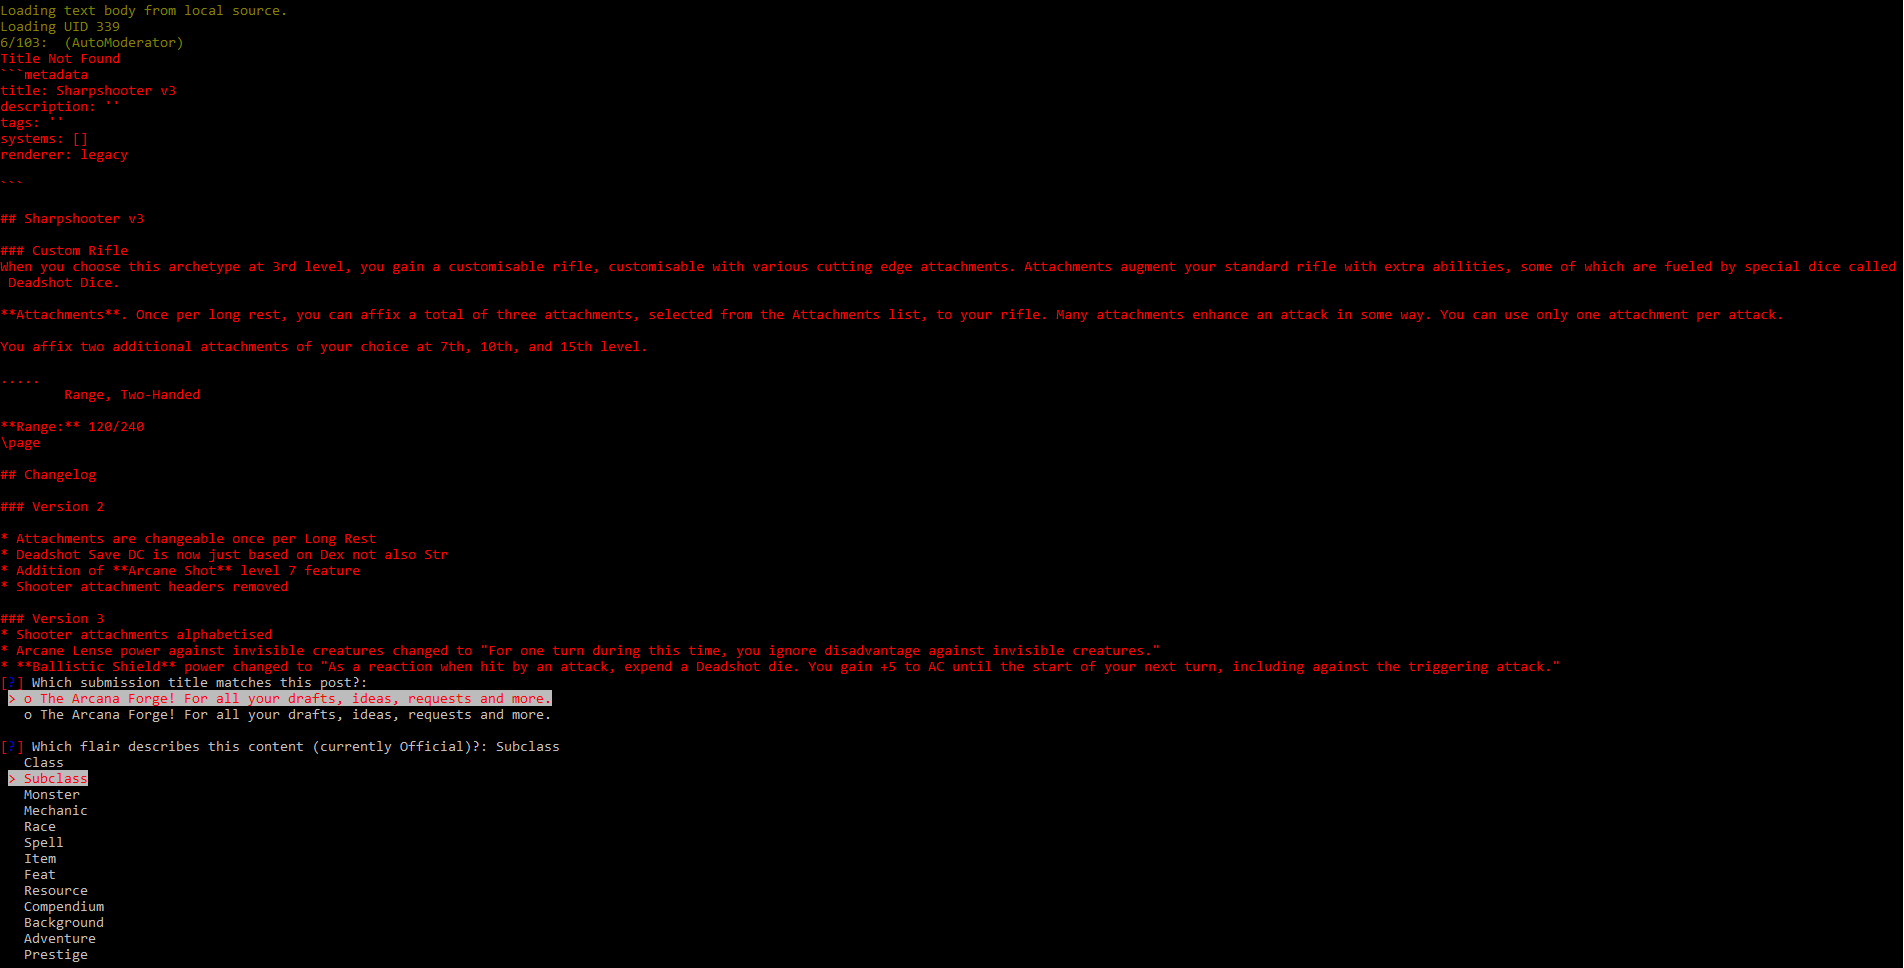 Loading text body from local source.
Loading UID 339
6/103:  (AutoModerator)
Title Not Found
```metadata
title: Sharpshooter v3
description: ''
tags: ''
systems: []
renderer: legacy
```
## Sharpshooter v3
### Custom Rifle
When you choose this archetype at 3rd level, you gain a customisable rifle, customisable with various cutting edge attachments. Attachments augment your standard rifle with extra abilities, some of which are fueled by special dice called
Deadshot Dice.
**Attachments**. Once per long rest, you can affix a total of three attachments, selected from the Attachments list, to your rifle. Many attachments enhance an attack in some way. You can use only one attachment per attack.
You affix two additional attachments of your choice at 7th, 10th, and 15th level.
.....
Range, Two-Handed
**Range:** 120/240
\page
## Changelog
### Version 2
* Attachments are changeable once per Long Rest
* Deadshot Save DC is now just based on Dex not also Str
* Addition of **Arcane Shot** level 7 feature
* Shooter attachment headers removed
### Version 3
* Shooter attachments alphabetised
* Arcane Lense power against invisible creatures changed to "For one turn during this time, you ignore disadvantage against invisible creatures."
* **Ballistic Shield** power changed to "As a reaction when hit by an attack, expend a Deadshot die. You gain +5 to AC until the start of your next turn, including against the triggering attack."
[?] Which submission title matches this post?:
> o The Arcana Forge! For all your drafts, ideas, requests and more.
o The Arcana Forge! For all your drafts, ideas, requests and more.
[?] Which flair describes this content (currently Official)?: Subclass
Class
> Subclass
Monster
Mechanic
Race
Spell
Item
Feat
Resource
Compendium
Background
Adventure
Prestige